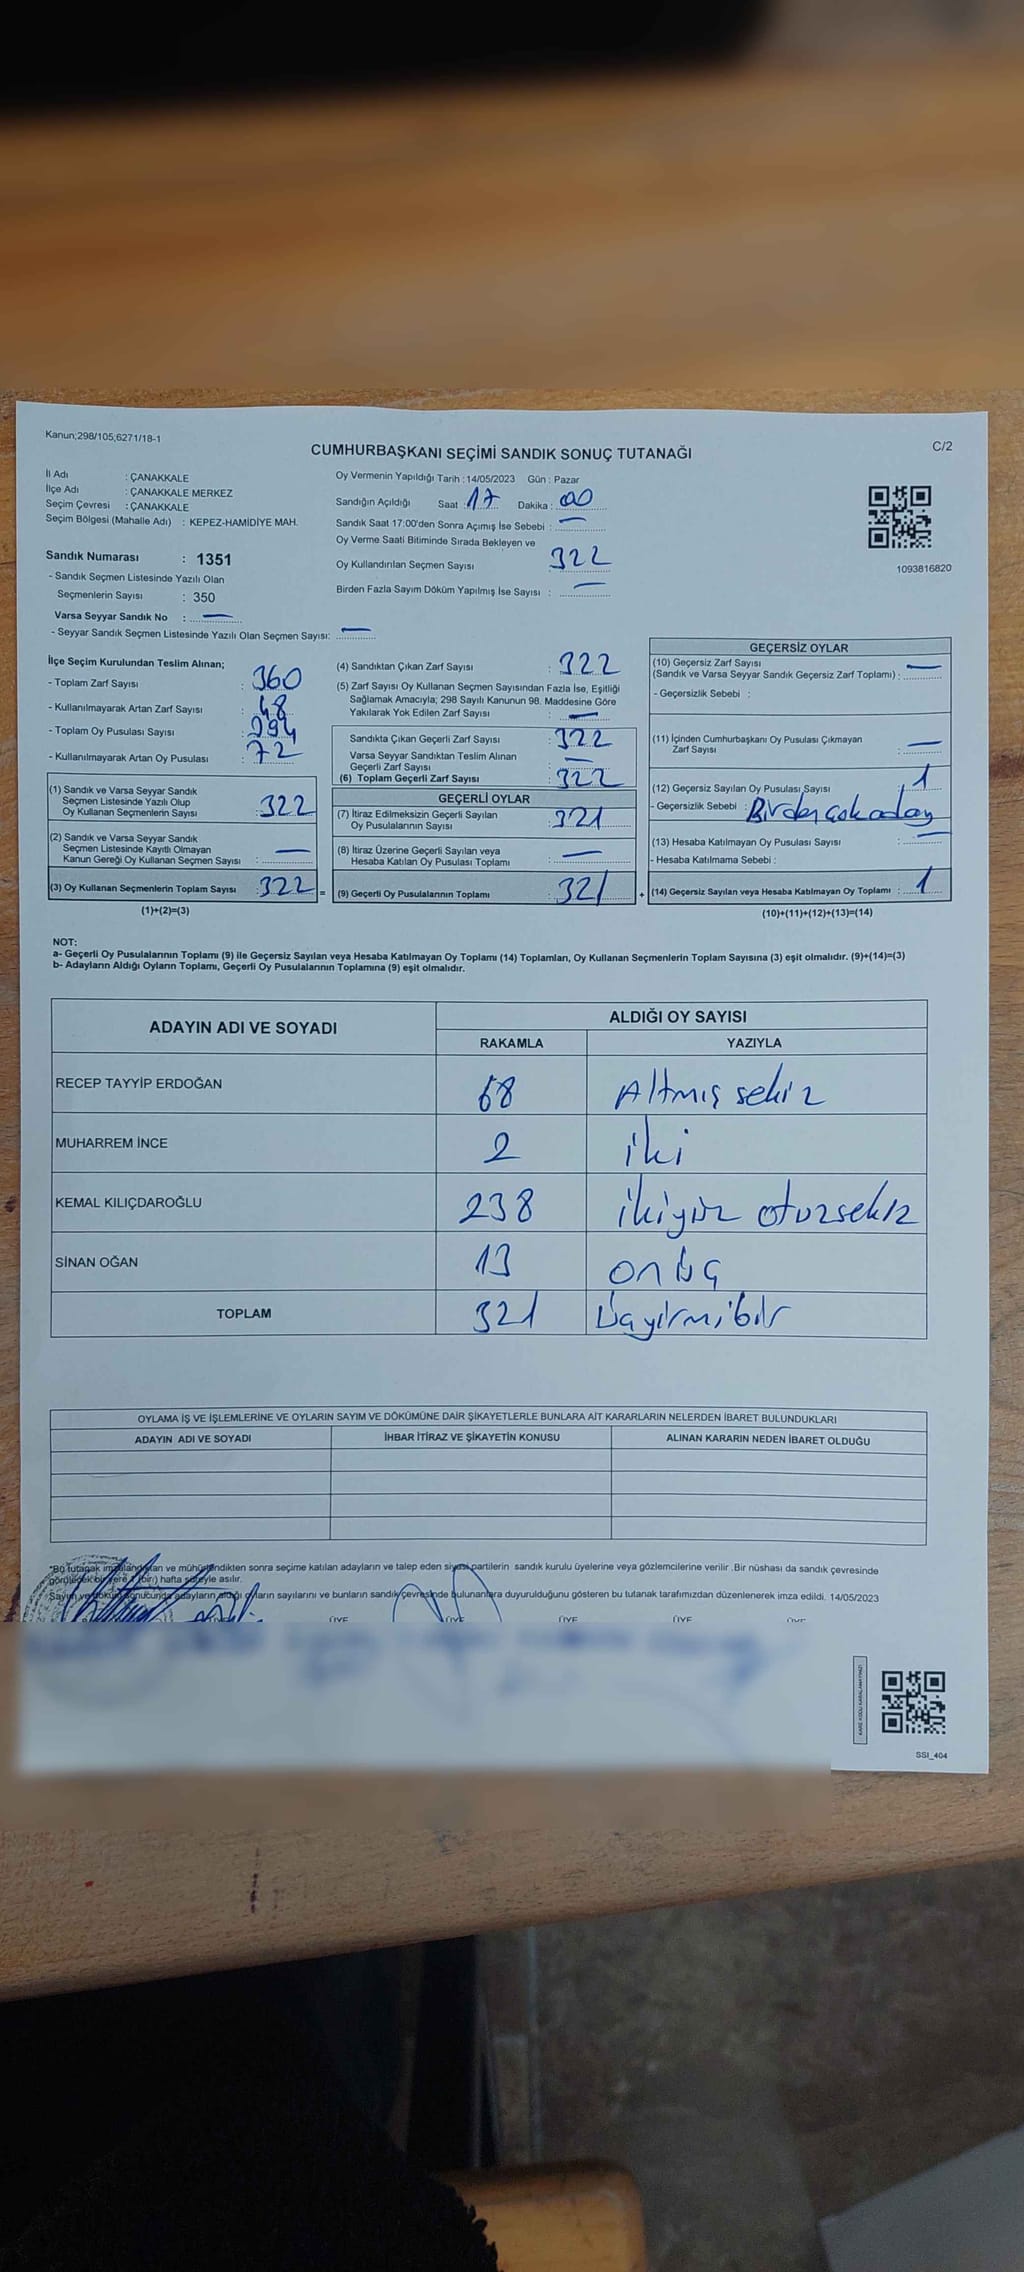 Kanun;298/105;6271/18-1
CUMHURBAŞKANI SEÇİMİ SANDIK SONUÇ TUTANAĞI
C/2
İl Adı : ÇANAKKALE
İlçe Adı : ÇANAKKALE MERKEZ
Seçim Çevresi : ÇANAKKALE
Seçim Bölgesi (Mahalle Adı) : KEPEZ-HAMİDİYE MAH.
Sandık Numarası : 1351
- Sandık Seçmen Listesinde Yazılı Olan
Seçmenlerin Sayısı : 350
Varsa Seyyar Sandık No : —
- Seyyar Sandık Seçmen Listesinde Yazılı Olan Seçmen Sayısı: —
Oy Vermenin Yapıldığı Tarih : 14/05/2023 Gün : Pazar
Sandığın Açıldığı Saat : 17 Dakika : 00
Sandık Saat 17:00'den Sonra Açımış İse Sebebi : —
Oy Verme Saati Bitiminde Sırada Bekleyen ve
Oy Kullandırılan Seçmen Sayısı : 322
Birden Fazla Sayım Döküm Yapılmış İse Sayısı : —
1093816820
İlçe Seçim Kurulundan Teslim Alınan;
- Toplam Zarf Sayısı : 360
- Kullanılmayarak Artan Zarf Sayısı : 48
- Toplam Oy Pusulası Sayısı : 394
- Kullanılmayarak Artan Oy Pusulası : 72
(1) Sandık ve Varsa Seyyar Sandık
Seçmen Listesinde Yazılı Olup
Oy Kullanan Seçmenlerin Sayısı : 322
(2) Sandık ve Varsa Seyyar Sandık
Seçmen Listesinde Kayıtlı Olmayan
Kanun Gereği Oy Kullanan Seçmen Sayısı : —
(3) Oy Kullanan Seçmenlerin Toplam Sayısı : 322 =
(1)+(2)=(3)
(4) Sandıktan Çıkan Zarf Sayısı : 322
(5) Zarf Sayısı Oy Kullanan Seçmen Sayısından Fazla İse, Eşitliği
Sağlamak Amacıyla; 298 Sayılı Kanunun 98. Maddesine Göre
Yakılarak Yok Edilen Zarf Sayısı : —
Sandıkta Çıkan Geçerli Zarf Sayısı : 322
Varsa Seyyar Sandıktan Teslim Alınan
Geçerli Zarf Sayısı : —
(6) Toplam Geçerli Zarf Sayısı : 322
GEÇERLİ OYLAR
(7) İtiraz Edilmeksizin Geçerli Sayılan
Oy Pusulalarının Sayısı : 321
(8) İtiraz Üzerine Geçerli Sayılan veya
Hesaba Katılan Oy Pusulası Toplamı : —
(9) Geçerli Oy Pusulalarının Toplamı : 321 +
GEÇERSİZ OYLAR
(10) Geçersiz Zarf Sayısı
(Sandık ve Varsa Seyyar Sandık Geçersiz Zarf Toplamı) : —
- Geçersizlik Sebebi :
(11) İçinden Cumhurbaşkanı Oy Pusulası Çıkmayan
Zarf Sayısı : —
(12) Geçersiz Sayılan Oy Pusulası Sayısı : 1
- Geçersizlik Sebebi : Birden çok aday
(13) Hesaba Katılmayan Oy Pusulası Sayısı : —
- Hesaba Katılmama Sebebi :
(14) Geçersiz Sayılan veya Hesaba Katılmayan Oy Toplamı : 1
(10)+(11)+(12)+(13)=(14)
NOT:
a- Geçerli Oy Pusulalarının Toplamı (9) ile Geçersiz Sayılan veya Hesaba Katılmayan Oy Toplamı (14) Toplamları, Oy Kullanan Seçmenlerin Toplam Sayısına (3) eşit olmalıdır. (9)+(14)=(3)
b- Adayların Aldığı Oyların Toplamı, Geçerli Oy Pusulalarının Toplamına (9) eşit olmalıdır.
ADAYIN ADI VE SOYADI
ALDIĞI OY SAYISI
RAKAMLA YAZIYLA
RECEP TAYYİP ERDOĞAN 68 Altmış sekiz
MUHARREM İNCE 2 iki
KEMAL KILIÇDAROĞLU 238 ikiyüz otuzsekiz
SİNAN OĞAN 13 onüç
TOPLAM 321 üçyirmibir
OYLAMA İŞ VE İŞLEMLERİNE VE OYLARIN SAYIM VE DÖKÜMÜNE DAİR ŞİKAYETLERLE BUNLARA AİT KARARLARIN NELERDEN İBARET BULUNDUKLARI
ADAYIN ADI VE SOYADI İHBAR İTİRAZ VE ŞİKAYETİN KONUSU ALINAN KARARIN NEDEN İBARET OLDUĞU
*Bu tutanak imzalandıktan ve mühürlendikten sonra seçime katılan adayların ve talep eden siyasi partilerin sandık kurulu üyelerine veya gözlemcilerine verilir .Bir nüshası da sandık çevresinde
görülecek bir yere 1 (bir) hafta süreyle asılır.
Sayım ve döküm sonucunda adayların aldığı oyların sayılarını ve bunların sandık çevresinde bulunanlara duyurulduğunu gösteren bu tutanak tarafımızdan düzenlenerek imza edildi. 14/05/2023
ÜYE ÜYE ÜYE ÜYE ÜYE
KARE KODU KARALAMAYINIZ!
SSI_404